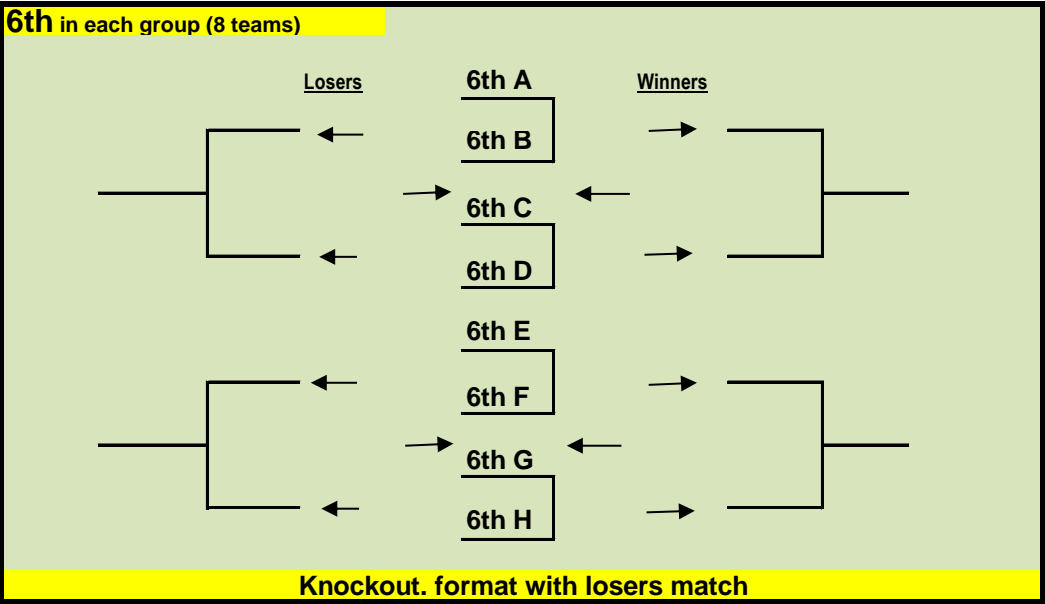 6th in each group (8 teams)
Losers
6th A
Winners
6th B
6th C
6th D
6th E
6th F
6th G
6th H
Knockout. format with losers match